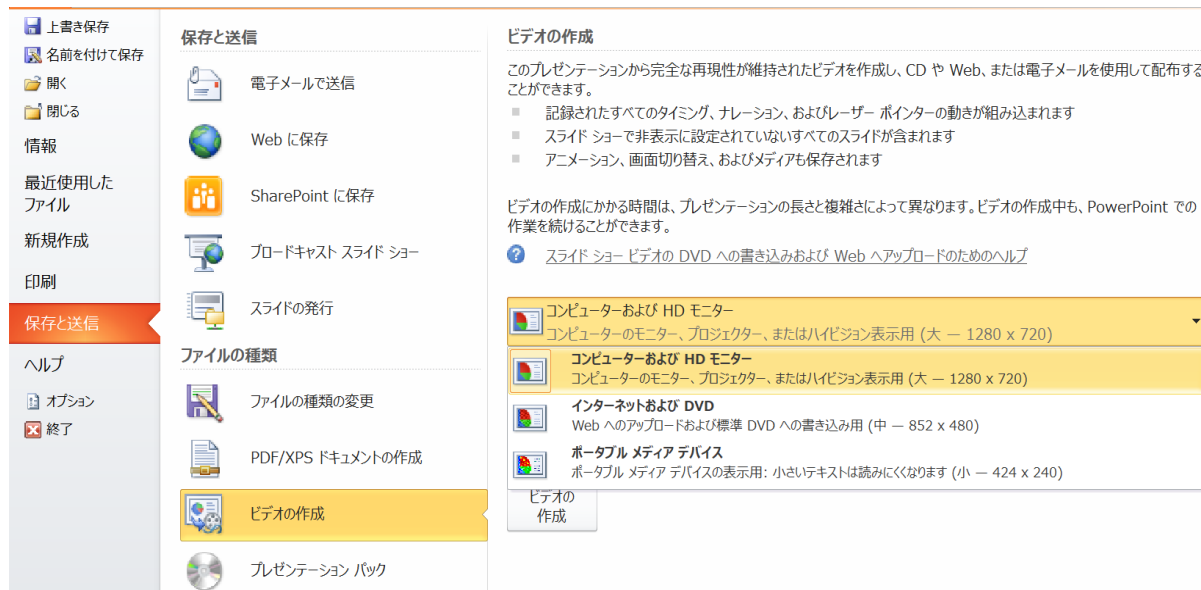 上書き保存
名前を付けて保存
開く
閉じる
情報
最近使用した
ファイル
新規作成
印刷
保存と送信
ヘルプ
オプション
終了
保存と送信
電子メールで送信
Web に保存
SharePoint に保存
ブロードキャスト スライド ショー
スライドの発行
ファイルの種類
ファイルの種類の変更
PDF/XPS ドキュメントの作成
ビデオの作成
プレゼンテーション パック
ビデオの作成
このプレゼンテーションから完全な再現性が維持されたビデオを作成し、CD や Web、または電子メールを使用して配布する
ことができます。
記録されたすべてのタイミング、ナレーション、およびレーザー ポインターの動きが組み込まれます
スライド ショーで非表示に設定されていないすべてのスライドが含まれます
アニメーション、画面切り替え、およびメディアも保存されます
ビデオの作成にかかる時間は、プレゼンテーションの長さと複雑さによって異なります。ビデオの作成中も、PowerPoint での
作業を続けることができます。
スライド ショー ビデオの DVD への書き込みおよび Web へアップロードのためのヘルプ
コンピューターおよび HD モニター
コンピューターのモニター、プロジェクター、またはハイビジョン表示用 (大 — 1280 x 720)
コンピューターおよび HD モニター
コンピューターのモニター、プロジェクター、またはハイビジョン表示用 (大 — 1280 x 720)
インターネットおよび DVD
Web へのアップロードおよび標準 DVD への書き込み用 (中 — 852 x 480)
ポータブル メディア デバイス
ポータブル メディア デバイスの表示用: 小さいテキストは読みにくくなります (小 — 424 x 240)
ビデオの
作成